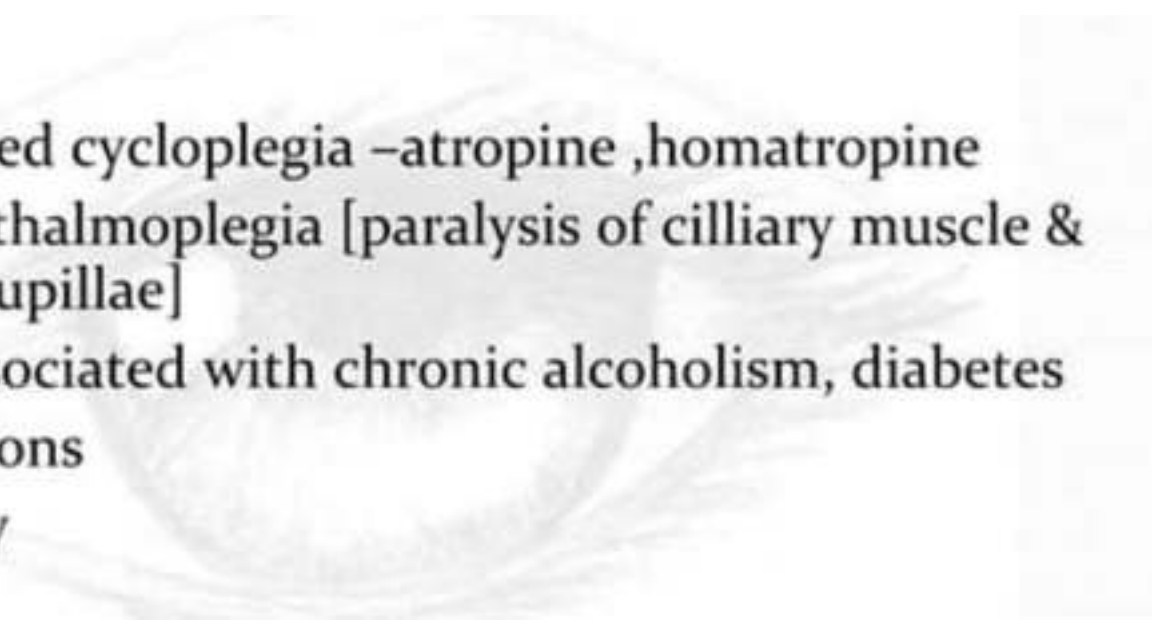 ed cycloplegia –atropine ,homatropine
thalmoplegia [paralysis of cilliary muscle &
upillae]
ociated with chronic alcoholism, diabetes
ons